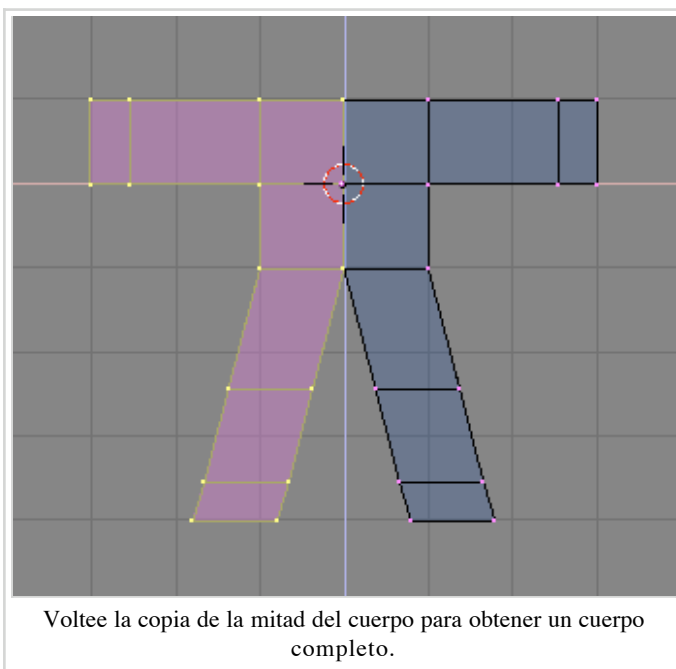 Voltee la copia de la mitad del cuerpo para obtener un cuerpo
completo.